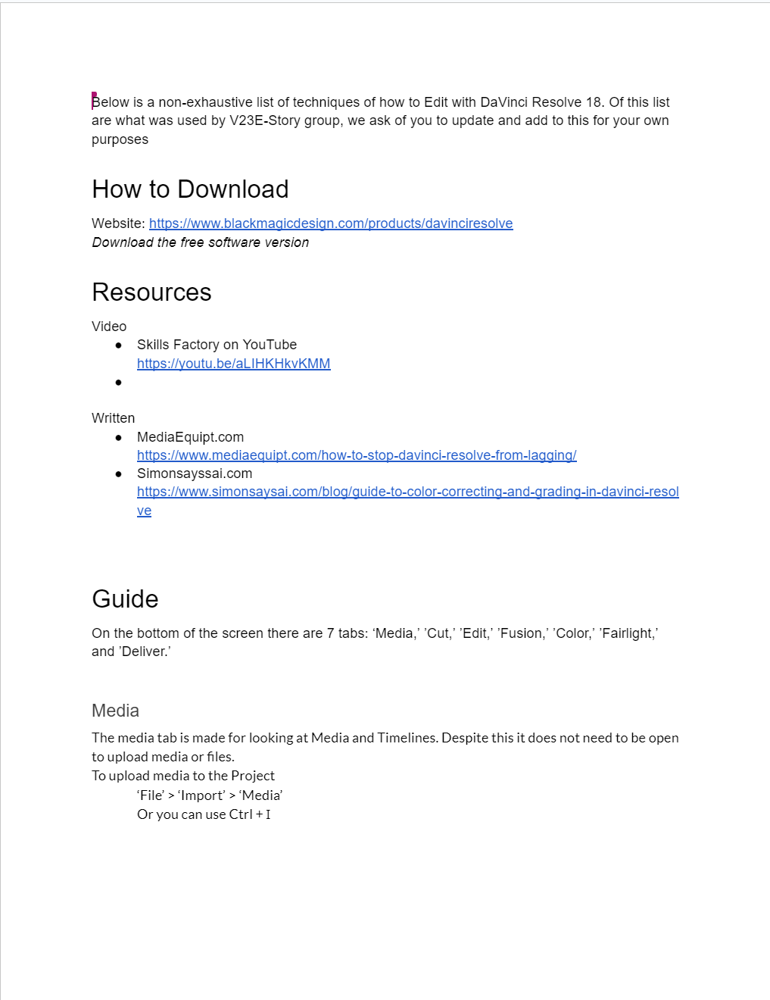 Below is a non-exhaustive list of techniques of how to Edit with DaVinci Resolve 18. Of this list
are what was used by V23E-Story group, we ask of you to update and add to this for your own
purposes
How to Download
Website: https://www.blackmagicdesign.com/products/davinciresolve
Download the free software version
Resources
Video
● Skills Factory on YouTube
https://youtu.be/aLIHKHkvKMM
●
Written
● MediaEquipt.com
https://www.mediaequipt.com/how-to-stop-davinci-resolve-from-lagging/
● Simonsayssai.com
https://www.simonsaysai.com/blog/guide-to-color-correcting-and-grading-in-davinci-resol
ve
Guide
On the bottom of the screen there are 7 tabs: ‘Media,’ ’Cut,’ ’Edit,’ ’Fusion,’ ’Color,’ ’Fairlight,’
and ’Deliver.’
Media
The media tab is made for looking at Media and Timelines. Despite this it does not need to be open
to upload media or files.
To upload media to the Project
‘File’ > ‘Import’ > ‘Media’
Or you can use Ctrl + I